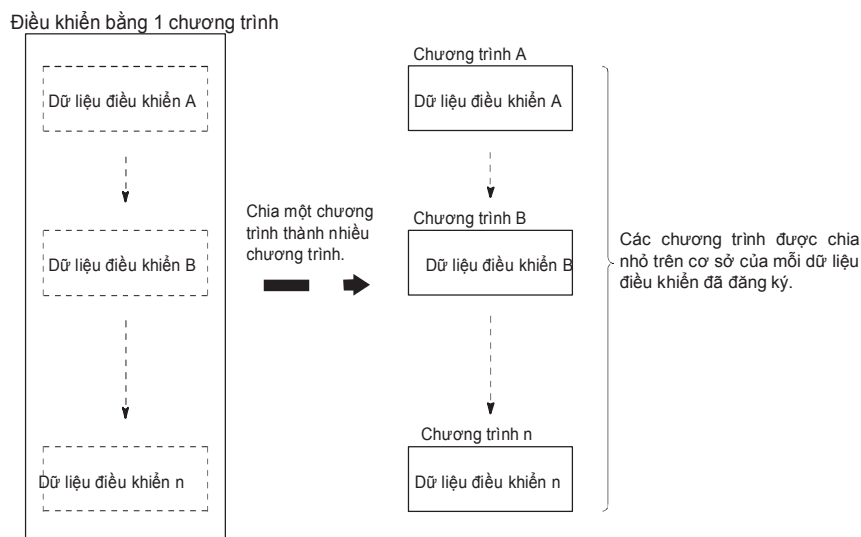 Điều khiển bằng 1 chương trình
Dữ liệu điều khiển A
Dữ liệu điều khiển B
Dữ liệu điều khiển n
Chia một chương
trình thành nhiều
chương trình.
Chương trình A
Dữ liệu điều khiển A
Chương trình B
Dữ liệu điều khiển B
Chương trình n
Dữ liệu điều khiển n
Các chương trình được chia
nhỏ trên cơ sở của mỗi dữ liệu
điều khiển đã đăng ký.